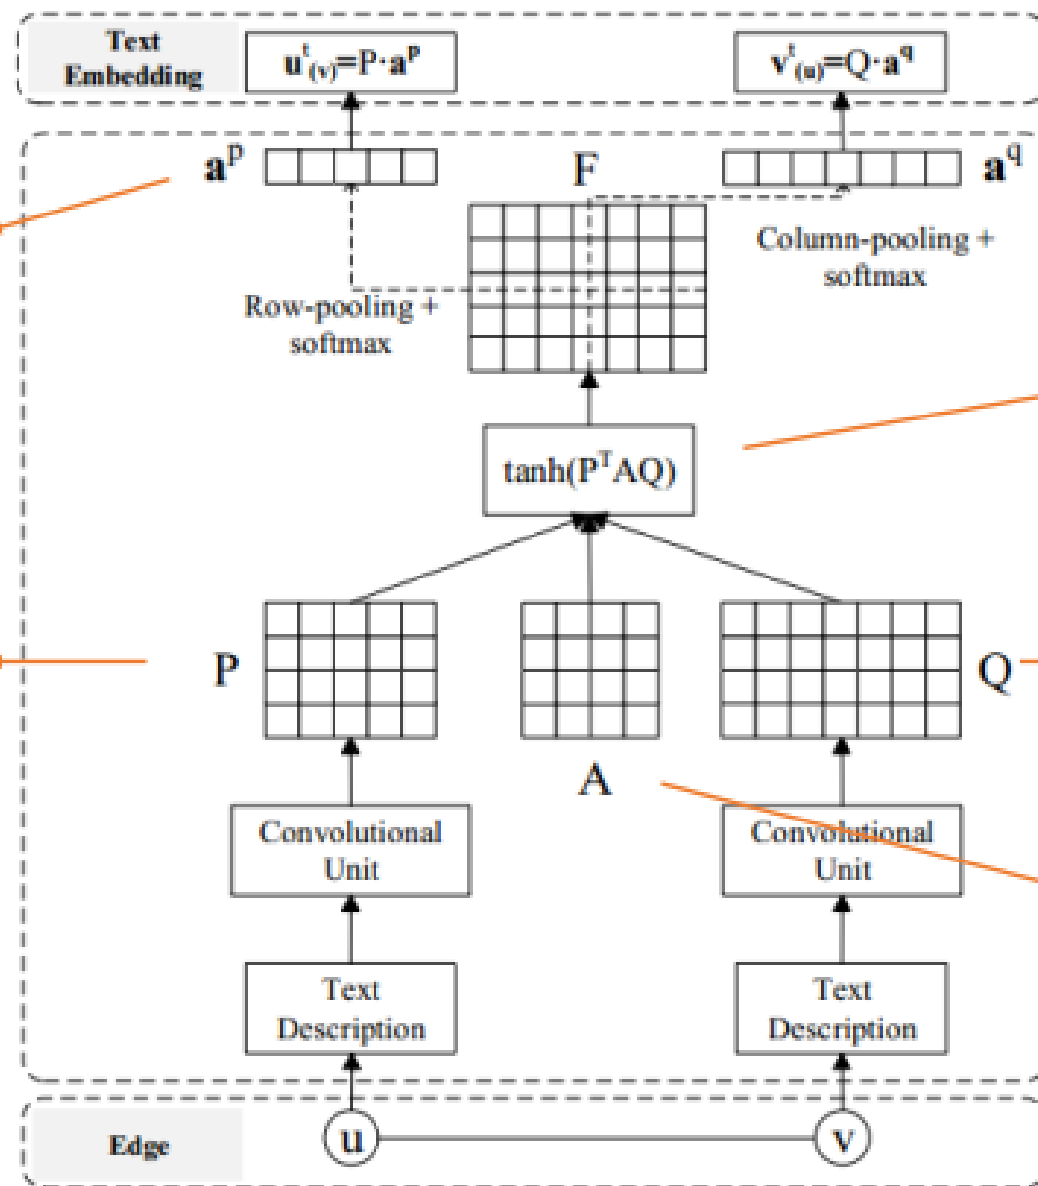 Text
Embedding
u^t_(v)=P·a^p
v^t_(u)=Q·a^q
a^p
F
a^q
Column-pooling +
softmax
Row-pooling +
softmax
tanh(P^TAQ)
P
Q
A
Convolutional
Unit
Convolutional
Unit
Text
Description
Text
Description
Edge
u
v